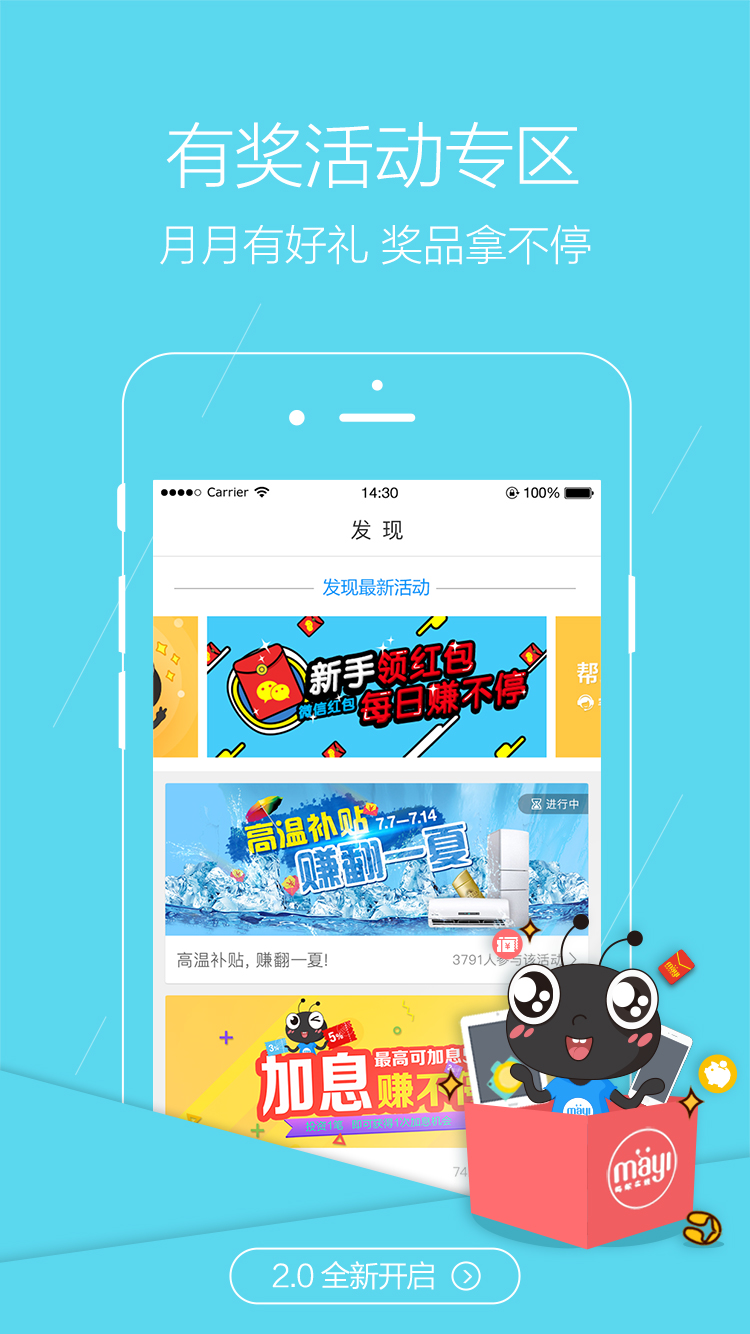 有奖活动专区
月月有好礼 奖品拿不停
Carrier
14:30
100%
发 现
发现最新活动
新手领红包
微信红包 每日赚不停
帮
进行中
高温补贴 7.7—7.14
赚翻一夏
高温补贴，赚翻一夏!
3791人参与该活动
3%
5%
加息
最高可加息
赚不停
投资1笔 即可获得1次加息机会
74
mayi
mayi
mayi
2.0 全新开启